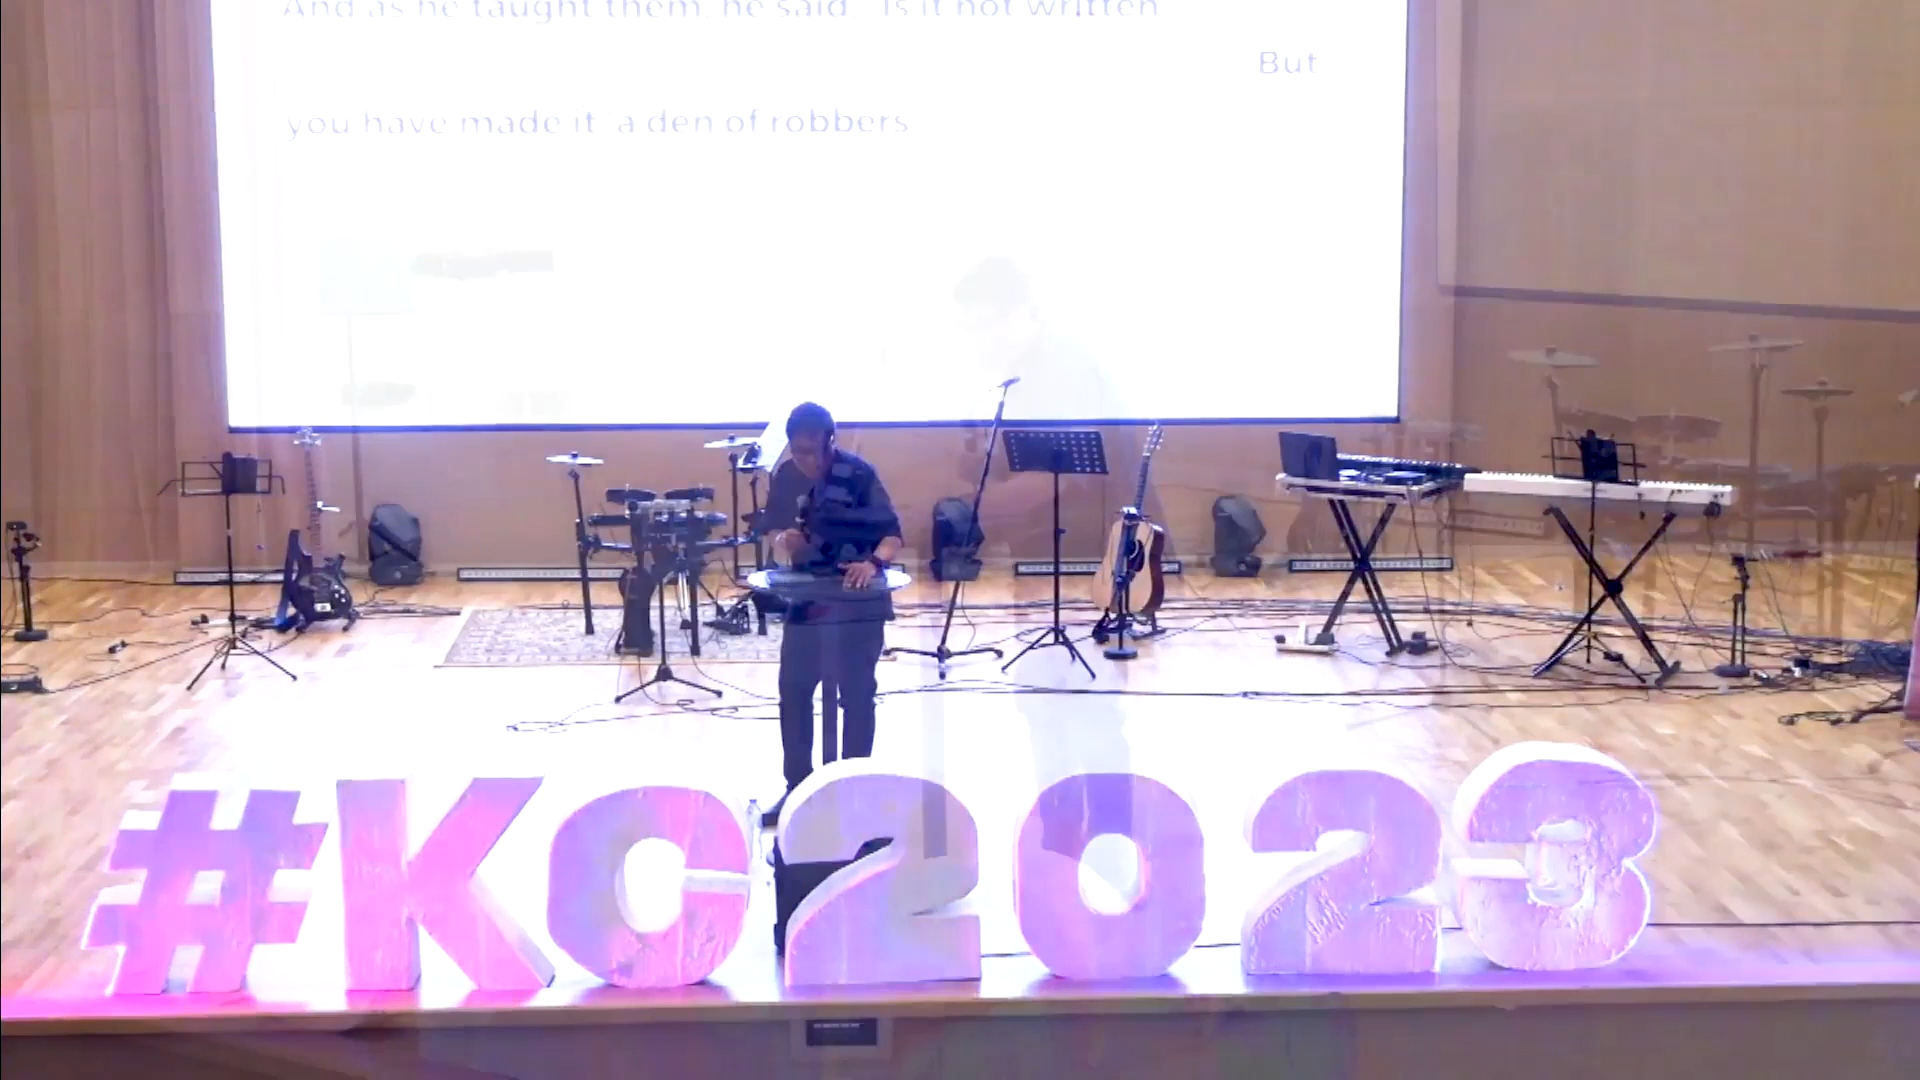 And as he taught them, he said, "Is it not written
But
you have made it 'a den of robbers
#KC2023